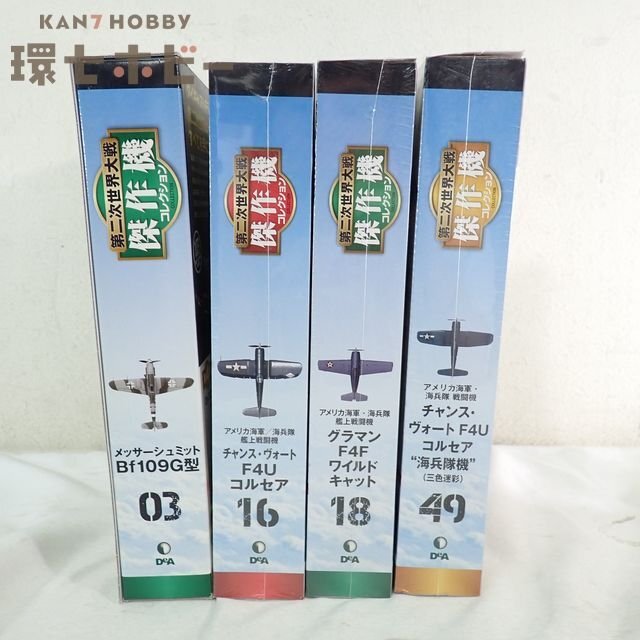 KAN7 HOBBY
環七ホビー
第二次世界大戦
傑作機
コレクション
メッサーシュミット
Bf109G型
03
DeA
第二次世界大戦
傑作機
コレクション
アメリカ海軍／海兵隊
艦上戦闘機
チャンス・ヴォート
F4U
コルセア
16
DeA
第二次世界大戦
傑作機
コレクション
アメリカ海軍・海兵隊
艦上戦闘機
グラマン
F4F
ワイルド
キャット
18
DeA
第二次世界大戦
傑作機
コレクション
アメリカ海軍・
海兵隊 戦闘機
チャンス・
ヴォート F4U
コルセア
“海兵隊機”
（三色迷彩）
49
DeA